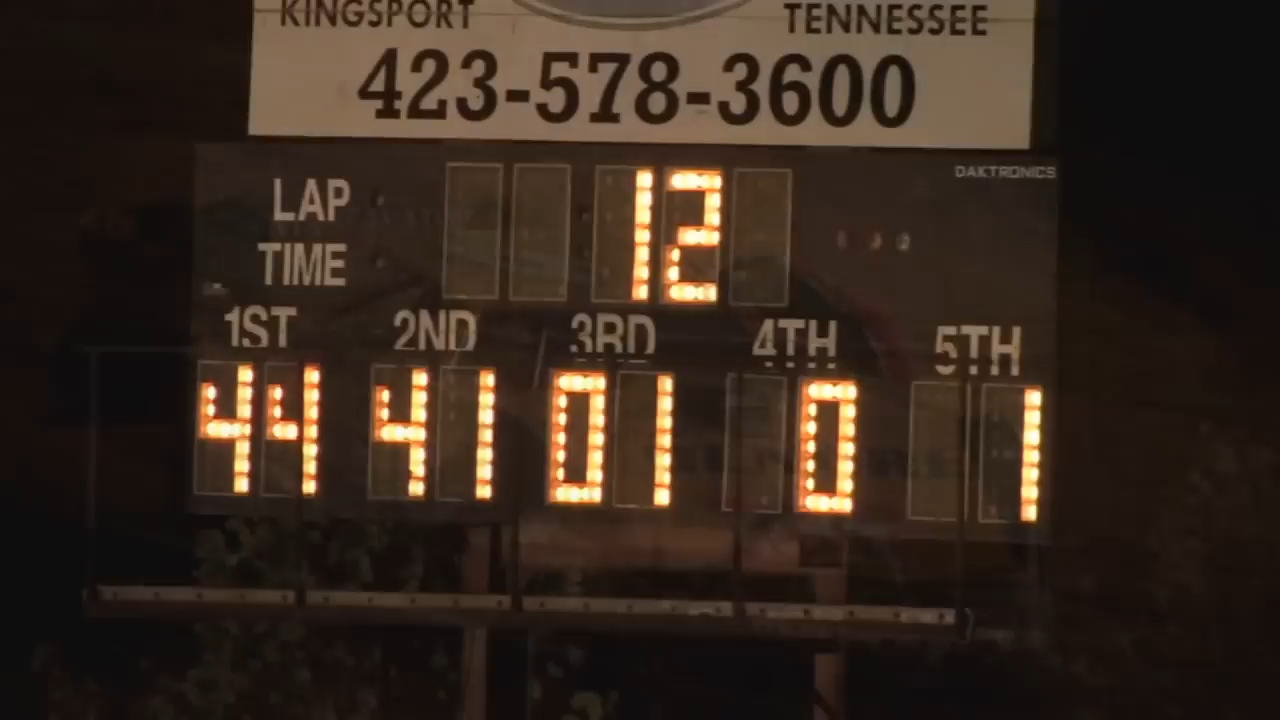 KINGSPORT TENNESSEE
423-578-3600
DAKTRONICS
LAP
TIME
12
1ST 2ND 3RD 4TH 5TH
44 41 01 0 1